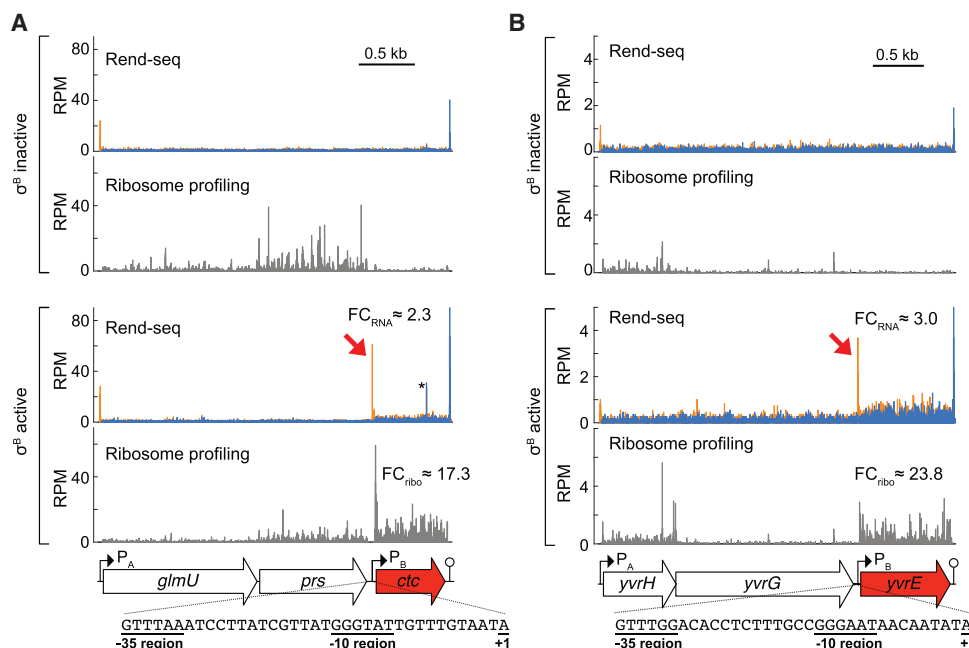 A
σB inactive
RPM
80
40
0
Rend-seq
0.5 kb
RPM
40
0
Ribosome profiling
σB active
RPM
80
40
0
Rend-seq
FCRNA ≈ 2.3
*
RPM
40
0
Ribosome profiling
FCribo ≈ 17.3
PA
PB
glmU
prs
ctc
GTTTAAATCCTTATCGTTATGGGTATTGTTTGTAATA
-35 region
-10 region
+1
B
σB inactive
RPM
4
2
0
Rend-seq
0.5 kb
RPM
4
0
Ribosome profiling
σB active
RPM
4
2
0
Rend-seq
FCRNA ≈ 3.0
RPM
4
0
Ribosome profiling
FCribo ≈ 23.8
PA
PB
yvrH
yvrG
yvrE
GTTTGGACACCTCTTTGCCGGGAATAACAATATA
-35 region
-10 region